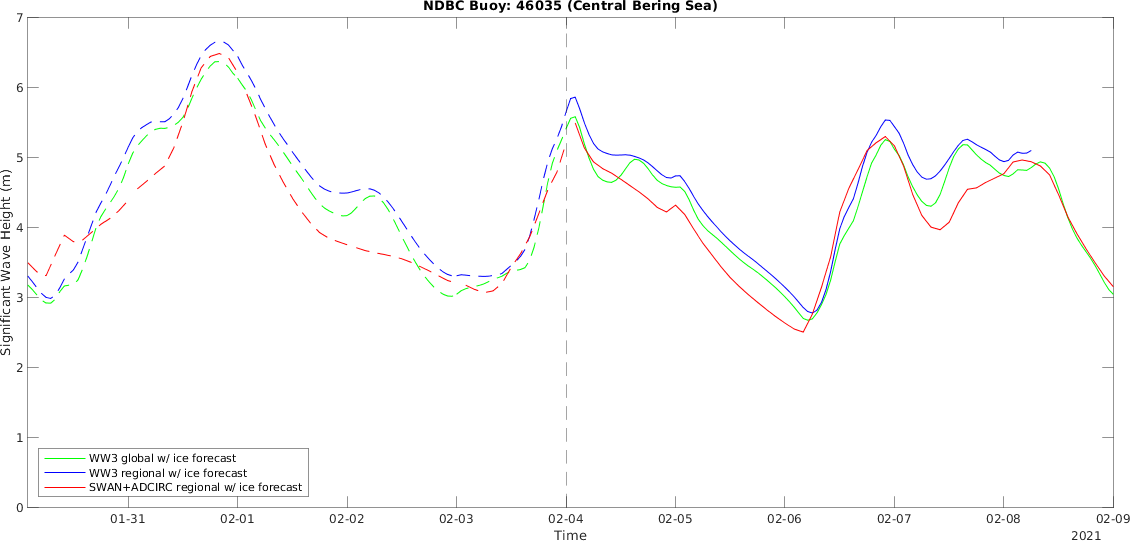 NDBC Buoy: 46035 (Central Bering Sea)
7
6
5
4
3
2
1
0
Significant Wave Height (m)
WW3 global w/ ice forecast
WW3 regional w/ ice forecast
SWAN+ADCIRC regional w/ ice forecast
01-31 02-01 02-02 02-03 02-04 02-05 02-06 02-07 02-08 02-09
Time
2021